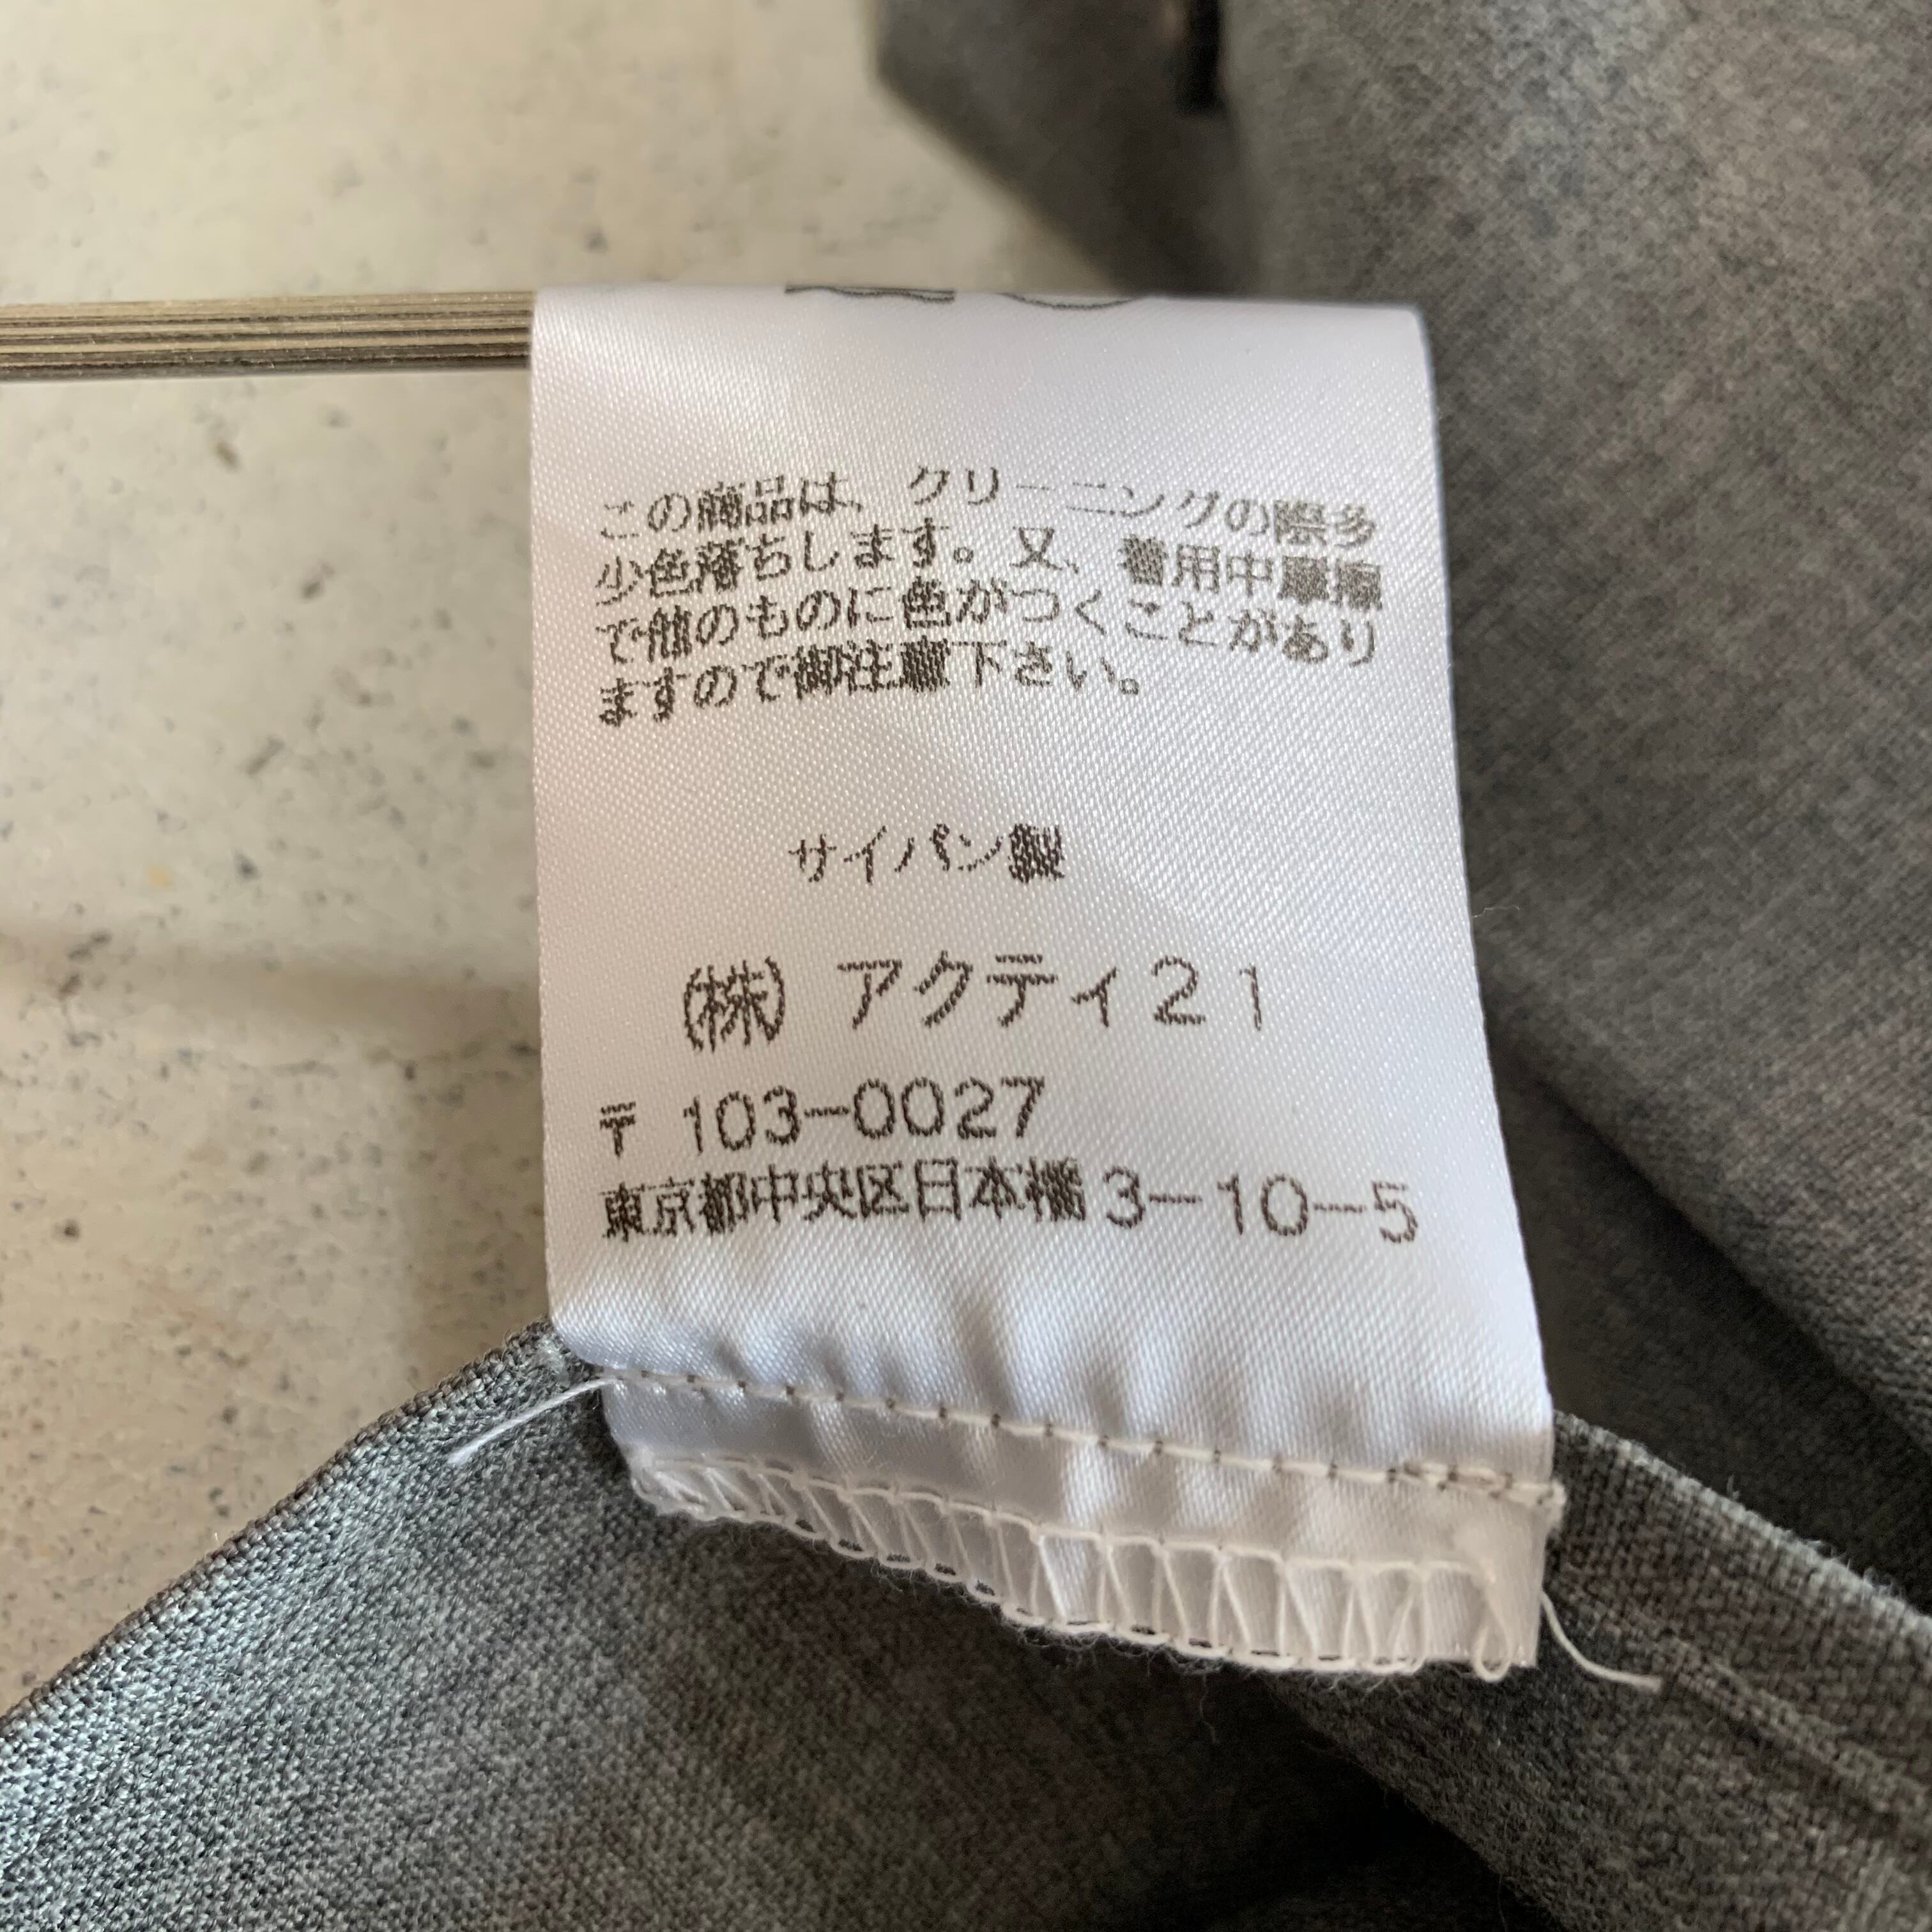 この商品は、クリーニングの際多
少色落ちします。又、着用中摩擦
で他のものに色がつくことがあり
ますので御注意下さい。
サイパン製
(株) アクティ21
〒 103-0027
東京都中央区日本橋3-10-5